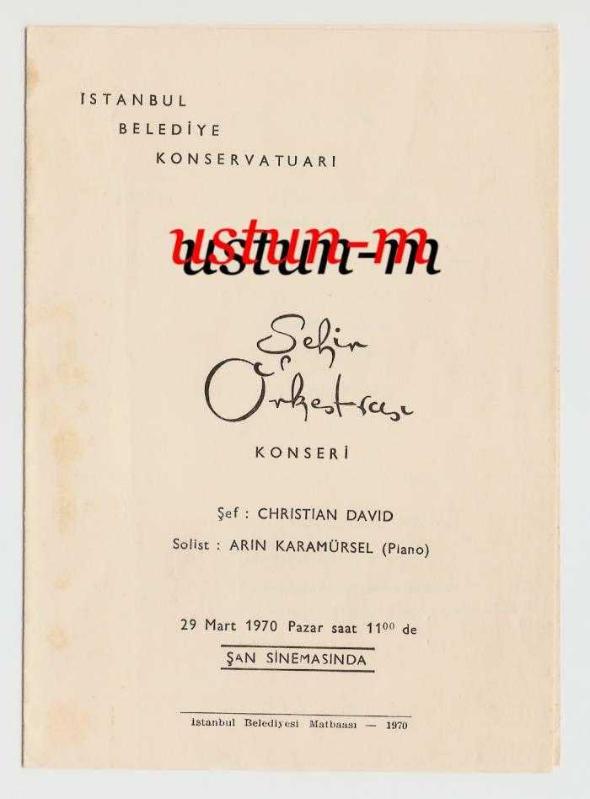 İSTANBUL
BELEDİYE
KONSERVATUARI
ustun-m
Şehir
Orkestrası
KONSERİ
Şef : CHRISTIAN DAVID
Solist : ARIN KARAMÜRSEL (Piano)
29 Mart 1970 Pazar saat 11⁰⁰ de
ŞAN SİNEMASINDA
İstanbul Belediyesi Matbaası — 1970